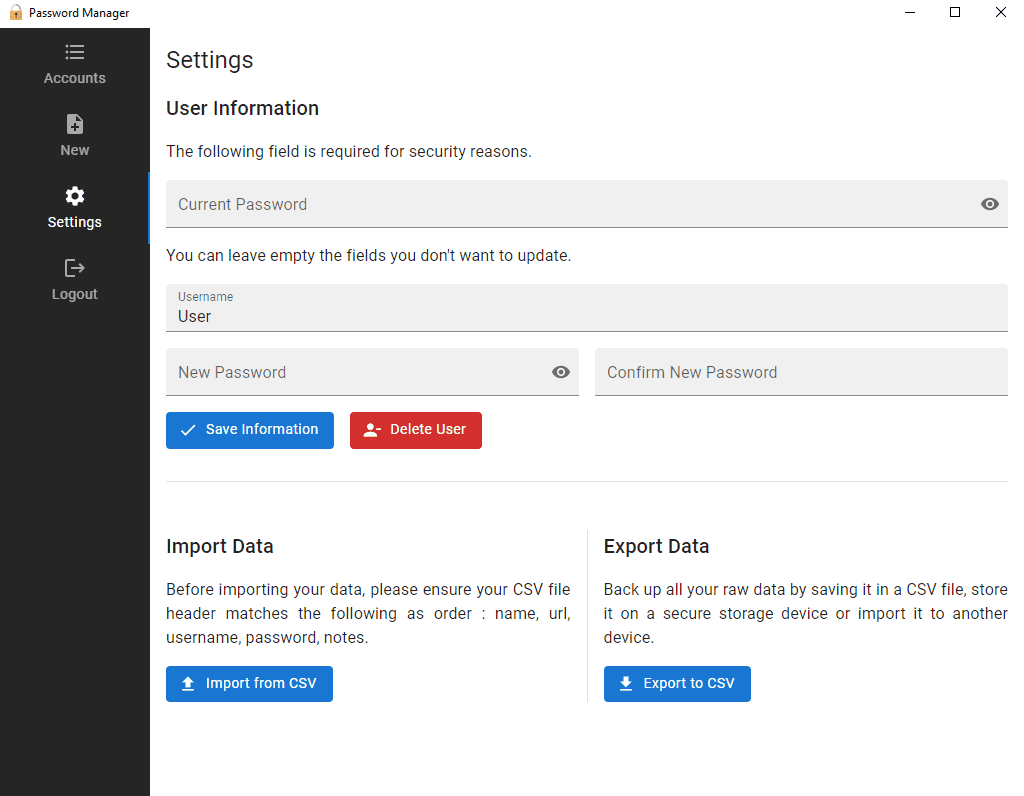 Password Manager
Accounts
New
Settings
Logout
Settings
User Information
The following field is required for security reasons.
Current Password
You can leave empty the fields you don't want to update.
Username
User
New Password
Confirm New Password
Save Information
Delete User
Import Data
Before importing your data, please ensure your CSV file
header matches the following as order : name, url,
username, password, notes.
Import from CSV
Export Data
Back up all your raw data by saving it in a CSV file, store
it on a secure storage device or import it to another
device.
Export to CSV